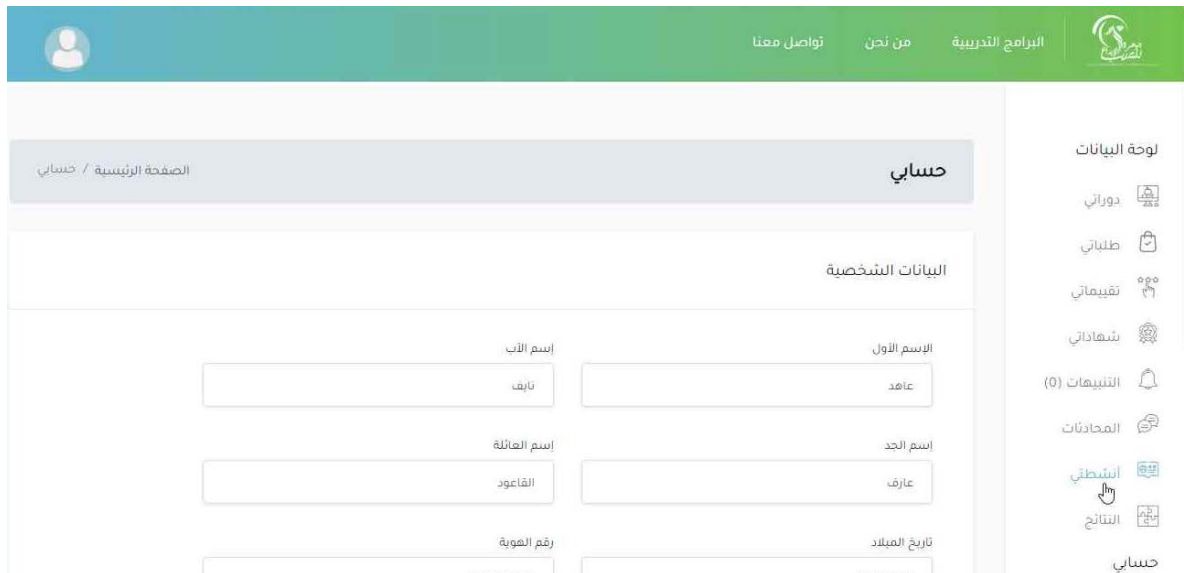 البرامج التدريبية
من نحن
تواصل معنا
لوحة البيانات
دوراتي
طلباتي
تقييماتي
شهاداتي
التنبيهات (0)
المحادثات
أنشطتي
النتائج
حسابي
حسابي
الصفحة الرئيسية / حسابي
البيانات الشخصية
الإسم الأول
إسم الأب
عاهد
نايف
إسم الجد
إسم العائلة
عارف
القاعود
تاريخ الميلاد
رقم الهوية